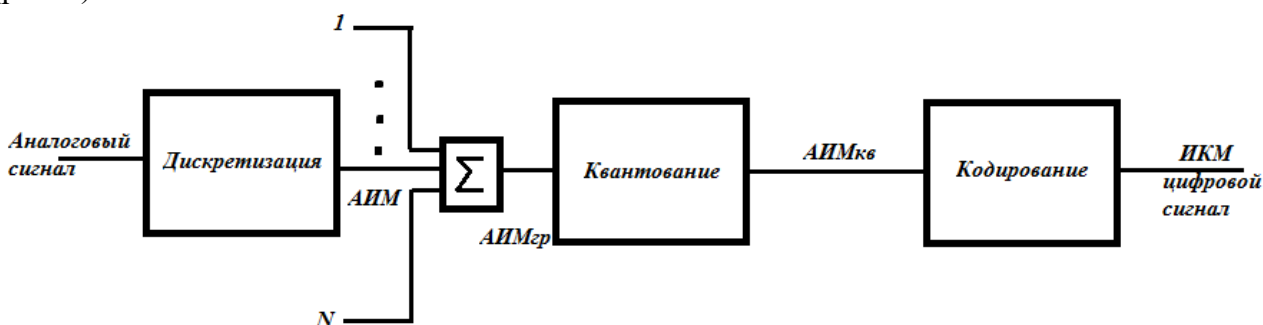 1
Аналоговый
сигнал
Дискретизация
АИМ
Σ
АИМгр
Квантование
АИМкв
Кодирование
ИКМ
цифровой
сигнал
N